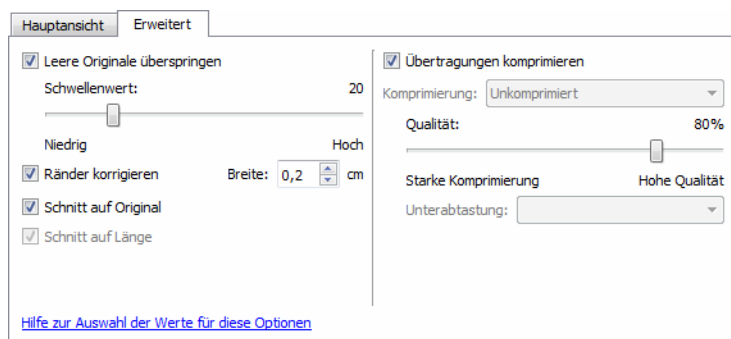 Hauptansicht
Erweitert
Leere Originale überspringen
Schwellenwert: 20
Niedrig Hoch
Ränder korrigieren Breite: 0,2 cm
Schnitt auf Original
Schnitt auf Länge
Hilfe zur Auswahl der Werte für diese Optionen
Übertragungen komprimieren
Komprimierung: Unkomprimiert
Qualität: 80%
Starke Komprimierung Hohe Qualität
Unterabtastung: